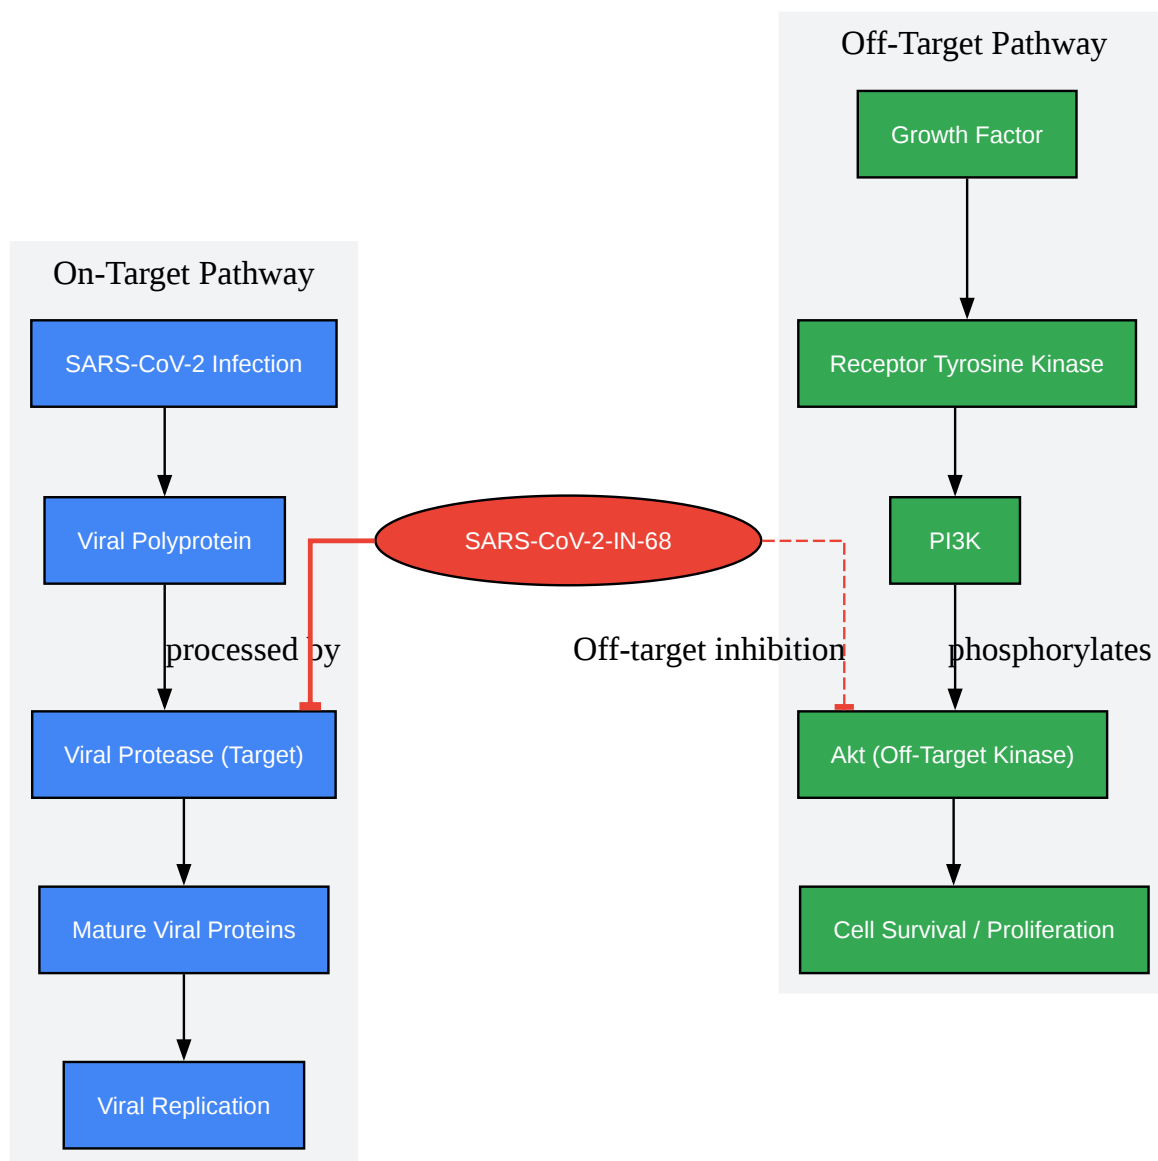 On-Target Pathway
SARS-CoV-2 Infection
Viral Polyprotein
processed by
Viral Protease (Target)
Mature Viral Proteins
Viral Replication
SARS-CoV-2-IN-68
Off-target inhibition
Off-Target Pathway
Growth Factor
Receptor Tyrosine Kinase
PI3K
phosphorylates
Akt (Off-Target Kinase)
Cell Survival / Proliferation